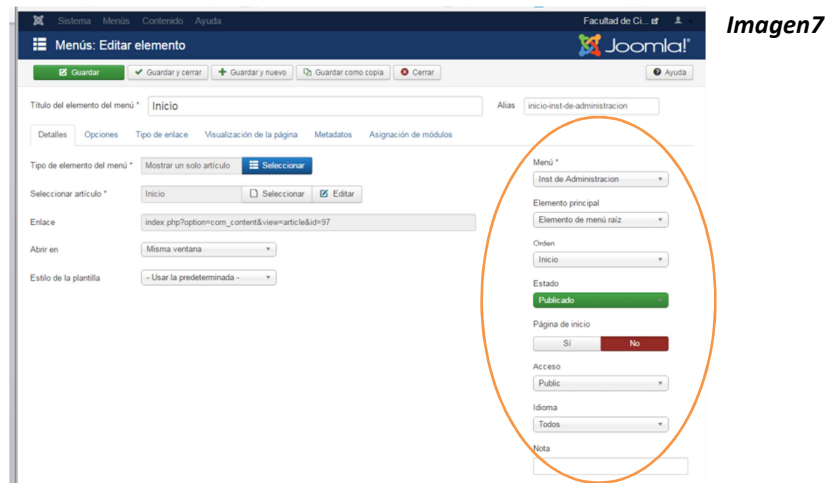 Sistema Menús Contenido Ayuda Facultad de Ci...
Imagen7
Menús: Editar elemento Joomla!®
Guardar Guardar y cerrar Guardar y nuevo Guardar como copia Cerrar Ayuda
Título del elemento del menú * Inicio Alias inicio-inst-de-administracion
Detalles Opciones Tipo de enlace Visualización de la página Metadatos Asignación de módulos
Tipo de elemento del menú * Mostrar un solo artículo Seleccionar
Seleccionar artículo * Inicio Seleccionar Editar
Enlace index.php?option=com_content&view=article&id=97
Abrir en Misma ventana
Estilo de la plantilla - Usar la predeterminada -
Menú *
Inst de Administracion
Elemento principal
Elemento de menú raíz
Orden
Inicio
Estado
Publicado
Página de inicio
Sí No
Acceso
Public
Idioma
Todos
Nota